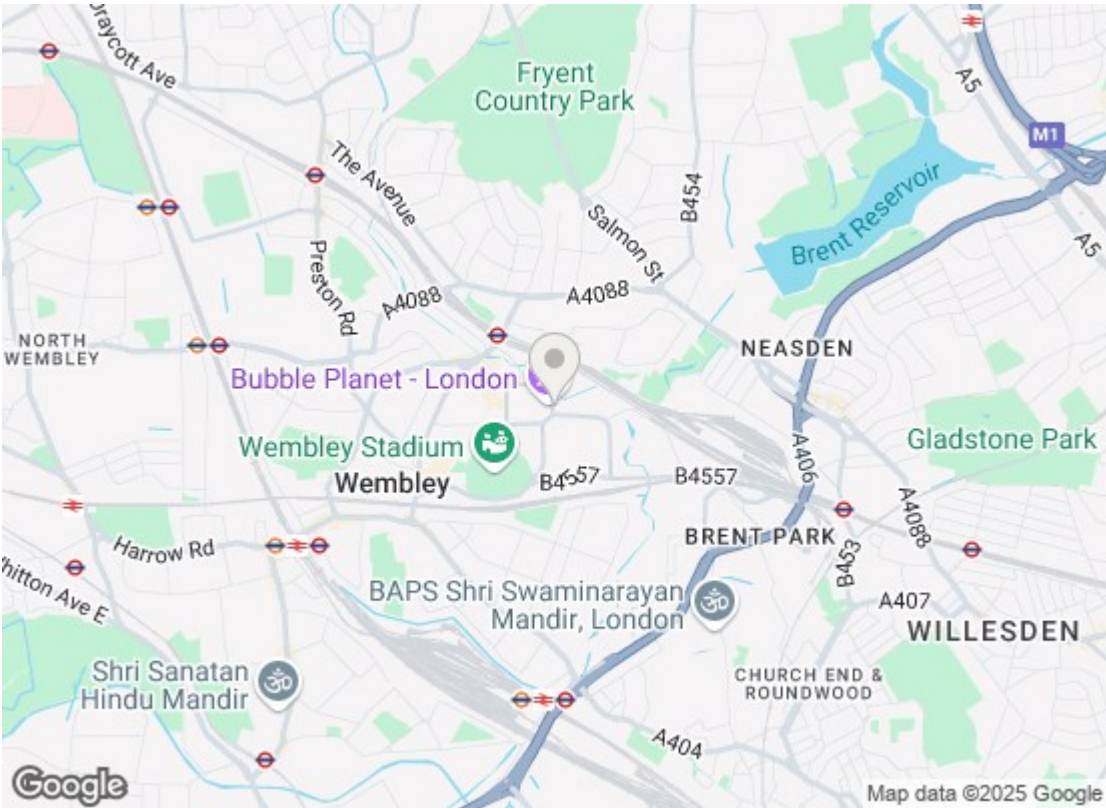 Draycott Ave
Fryent
Country Park
A5
M1
The Avenue
B454
Brent Reservoir
Salmon St
A5
Preston Rd
A4088
A4088
NORTH
WEMBLEY
NEASDEN
Bubble Planet - London
Wembley Stadium
Gladstone Park
A406
Wembley
B4557
B4557
A4088
BRENT PARK
Harrow Rd
B453
Whitton Ave E
BAPS Shri Swaminarayan
Mandir, London
A407
WILLESDEN
Shri Sanatan
Hindu Mandir
CHURCH END &
ROUNDWOOD
A404
Google
Map data ©2025 Google